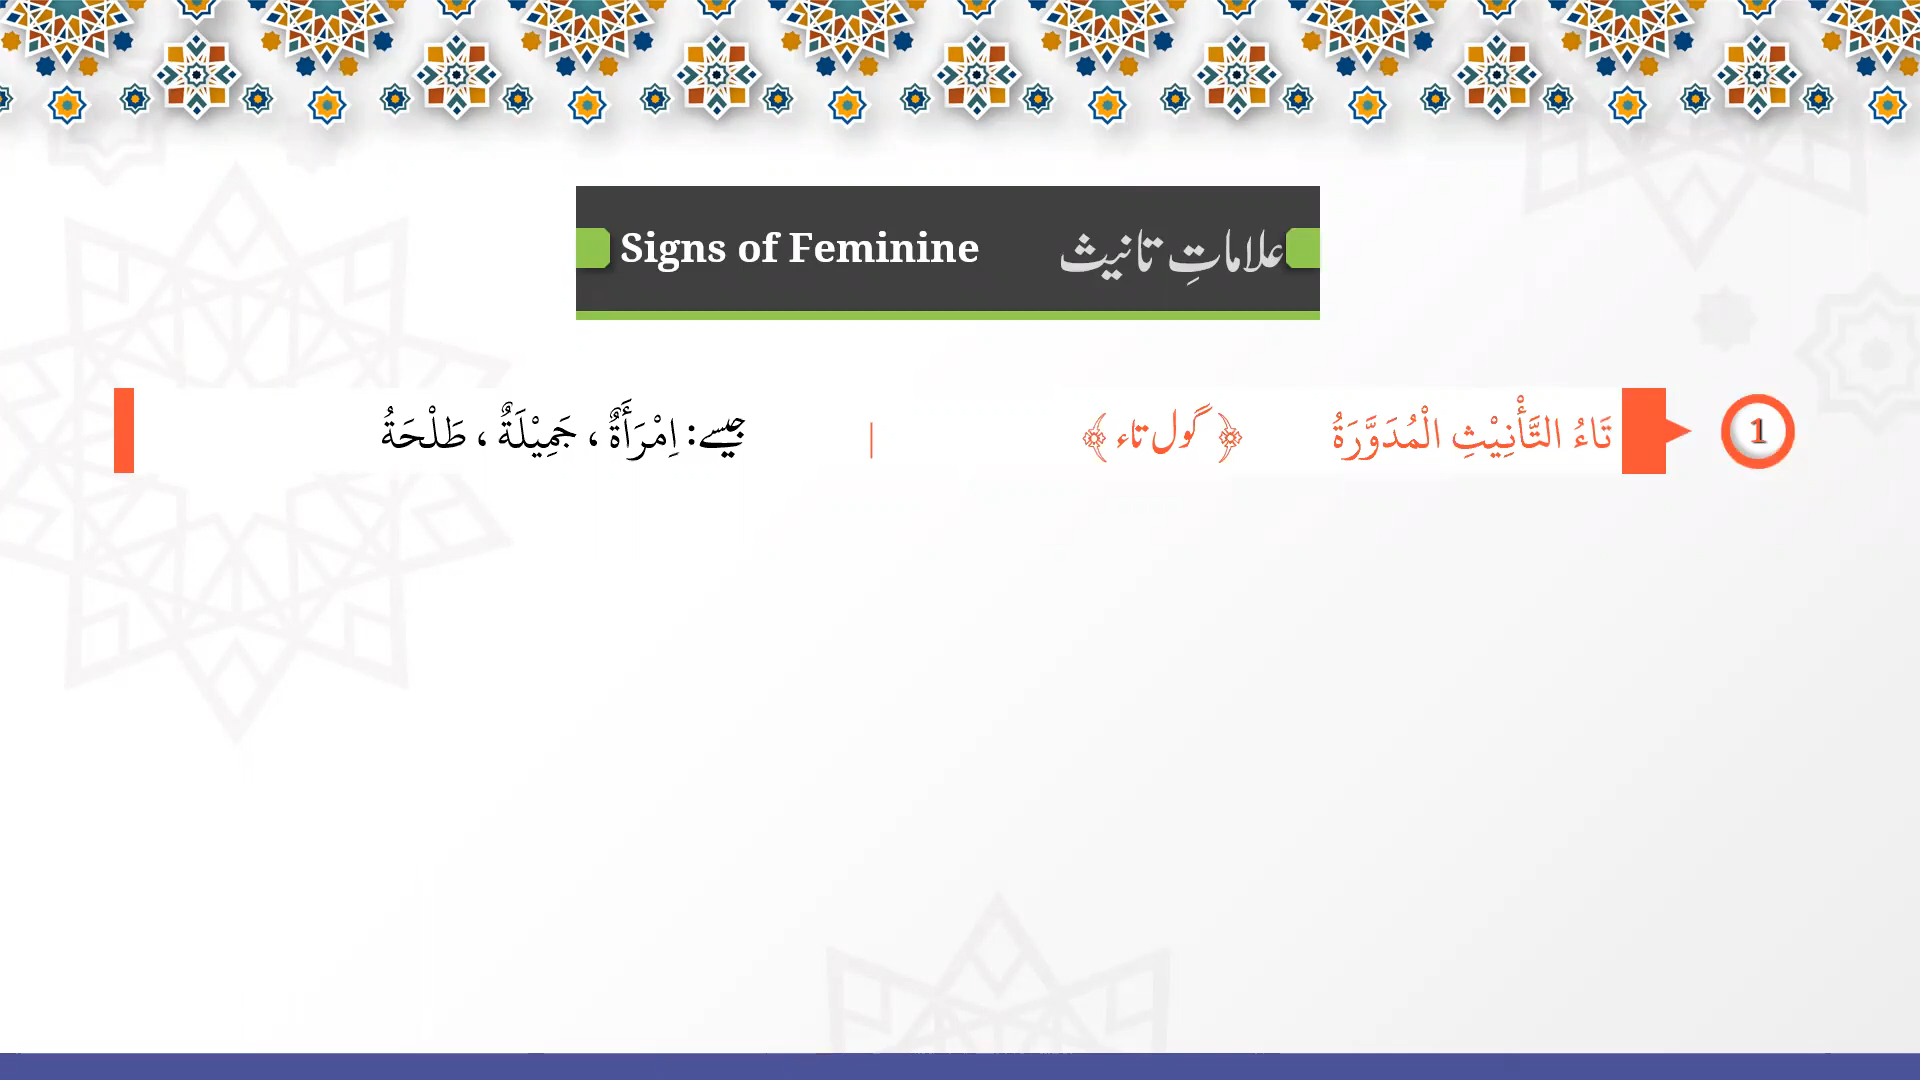 Signs of Feminine علاماتِ تانیث
1 تَاءُ التَّأْنِيْثِ الْمُدَوَّرَةُ ﴿ گول تاء ﴾ | جیسے: اِمْرَأَةٌ ، جَمِيْلَةٌ ، طَلْحَةُ